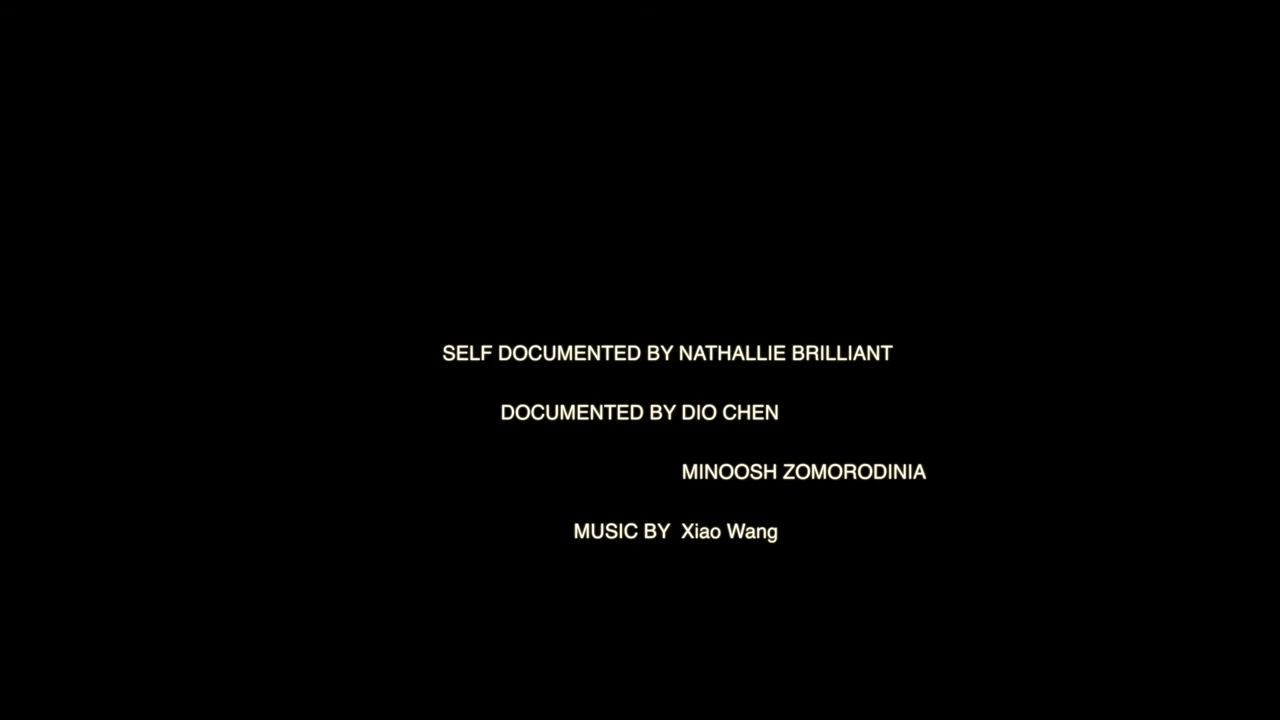 SELF DOCUMENTED BY NATHALLIE BRILLIANT
DOCUMENTED BY DIO CHEN
MINOOSH ZOMORODINIA
MUSIC BY  Xiao Wang